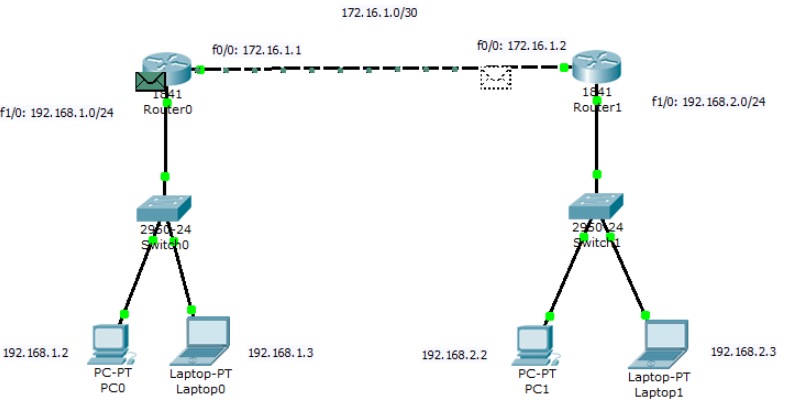 172.16.1.0/30
f0/0: 172.16.1.1
f0/0: 172.16.1.2
1841
Router0
1841
Router1
f1/0: 192.168.1.0/24
f1/0: 192.168.2.0/24
2950-24
Switch0
2950-24
Switch1
192.168.1.2
PC-PT
PC0
Laptop-PT
Laptop0
192.168.1.3
192.168.2.2
PC-PT
PC1
Laptop-PT
Laptop1
192.168.2.3